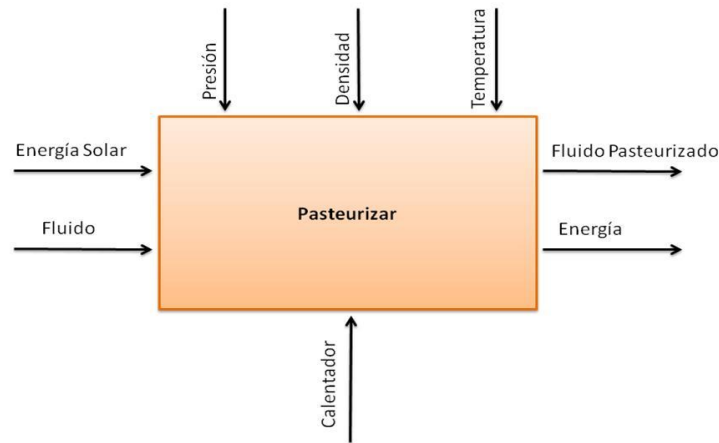 Presión
Densidad
Temperatura
Energía Solar
Fluido Pasteurizado
Pasteurizar
Fluido
Energía
Calentador